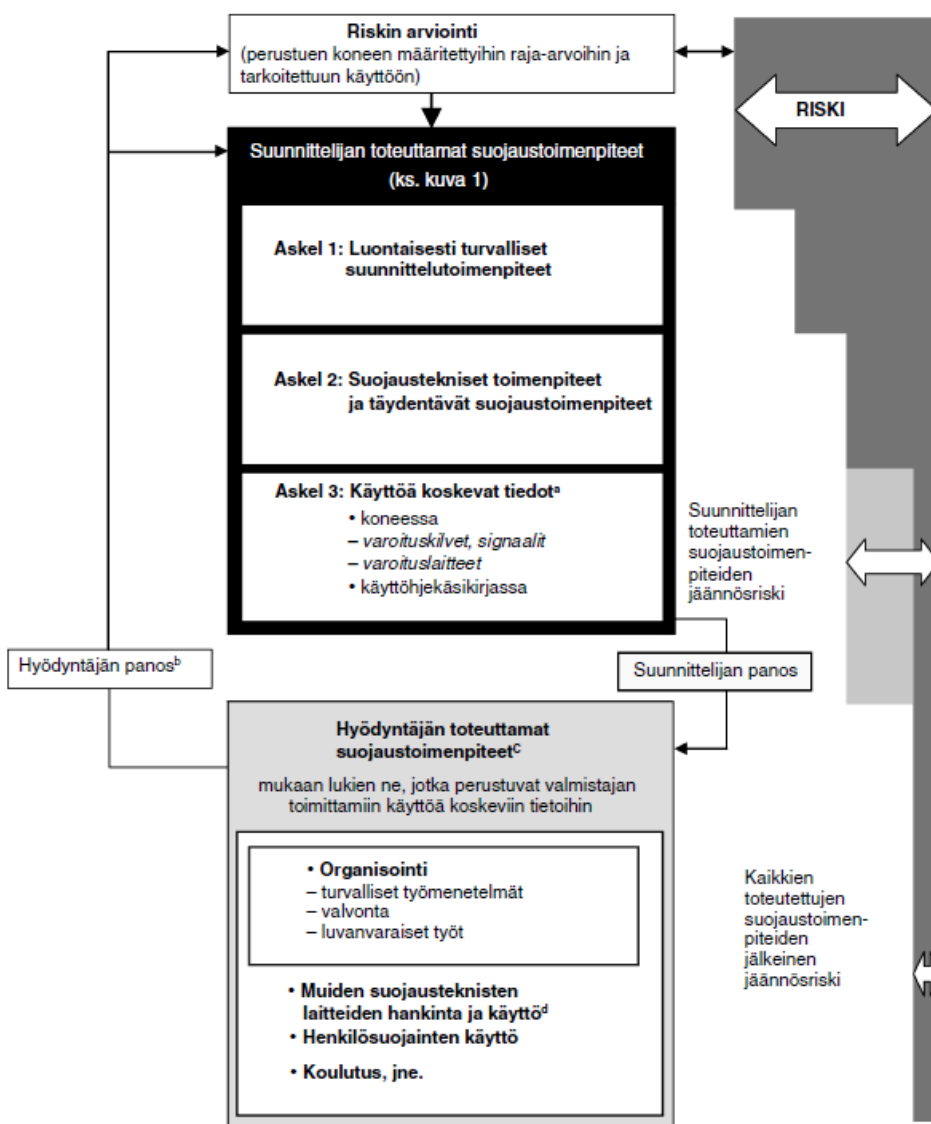 Riskin arviointi
(perustuen koneen määritettyihin raja-arvoihin ja
tarkoitettuun käyttöön)
RISKI
Suunnittelijan toteuttamat suojaustoimenpiteet
(ks. kuva 1)
Askel 1: Luontaisesti turvalliset
suunnittelutoimenpiteet
Askel 2: Suojaustekniset toimenpiteet
ja täydentävät suojaustoimenpiteet
Askel 3: Käyttöä koskevat tiedotᵃ
• koneessa
– varoituskilvet, signaalit
– varoituslaitteet
• käyttöhjekäsikirjassa
Suunnittelijan
toteuttamien
suojaustoimen-
piteiden
jäännösriski
Hyödyntäjän panosᵇ
Suunnittelijan panos
Hyödyntäjän toteuttamat
suojaustoimenpiteetᶜ
mukaan lukien ne, jotka perustuvat valmistajan
toimittamiin käyttöä koskeviin tietoihin
• Organisointi
– turvalliset työmenetelmät
– valvonta
– luvanvaraiset työt
• Muiden suojausteknisten
laitteiden hankinta ja käyttöᵈ
• Henkilösuojainten käyttö
• Koulutus, jne.
Kaikkien
toteutettujen
suojaustoimen-
piteiden
jälkeinen
jäännösriski